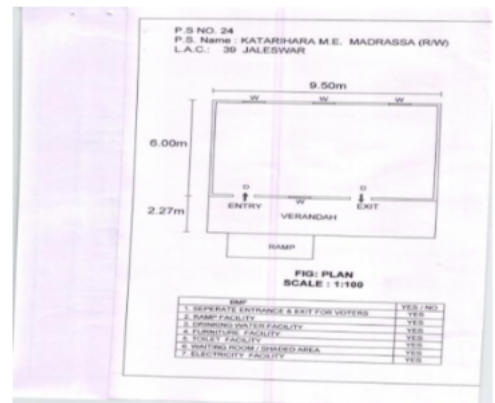 P.S NO. 24
P.S. Name : KATARIHARA M.E. MADRASSA (R/W)
L.A.C.: 39 JALESWAR
9.50m
W W W
6.00m
D D
ENTRY W EXIT
2.27m
VERANDAH
RAMP
FIG: PLAN
SCALE : 1:100
BMF YES / NO
1. SEPERATE ENTRANCE & EXIT FOR VOTERS YES
2. RAMP FACILITY YES
3. DRINKING WATER FACILITY YES
4. FURNITURE FACILITY YES
5. TOILET FACILITY YES
6. WAITING ROOM / SHADED AREA YES
7. ELECTRICITY FACILITY YES